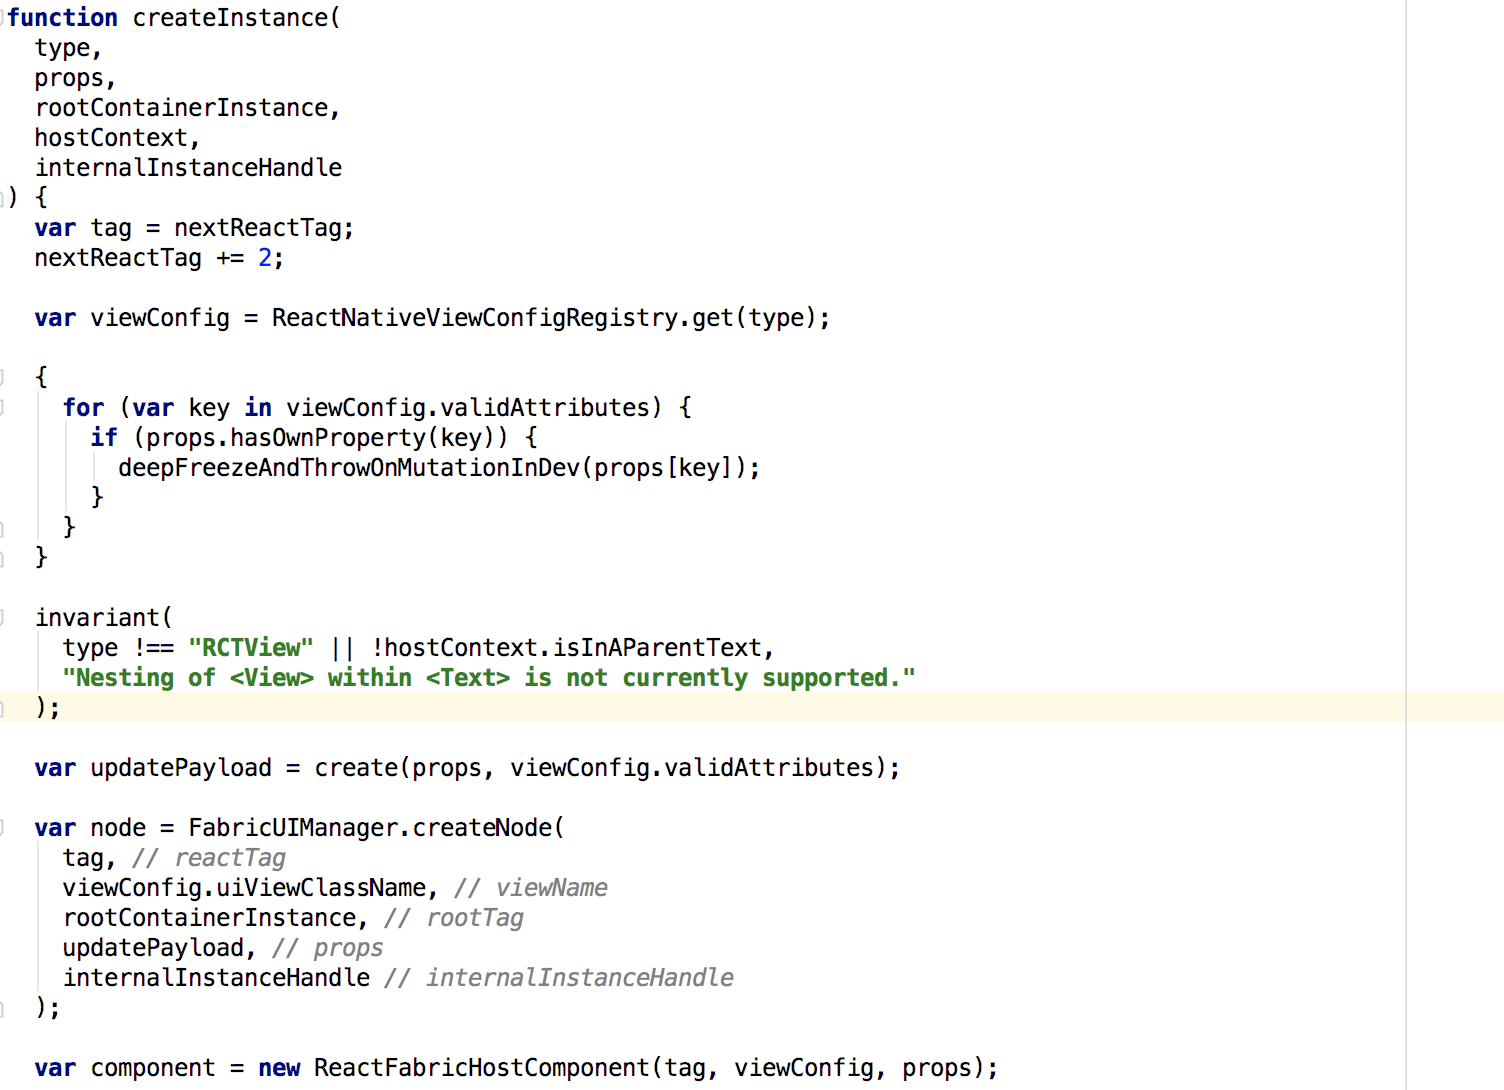 function createInstance(
  type,
  props,
  rootContainerInstance,
  hostContext,
  internalInstanceHandle
) {
  var tag = nextReactTag;
  nextReactTag += 2;

  var viewConfig = ReactNativeViewConfigRegistry.get(type);

  {
    for (var key in viewConfig.validAttributes) {
      if (props.hasOwnProperty(key)) {
        deepFreezeAndThrowOnMutationInDev(props[key]);
      }
    }
  }

  invariant(
    type !== "RCTView" || !hostContext.isInAParentText,
    "Nesting of <View> within <Text> is not currently supported."
  );

  var updatePayload = create(props, viewConfig.validAttributes);

  var node = FabricUIManager.createNode(
    tag, // reactTag
    viewConfig.uiViewClassName, // viewName
    rootContainerInstance, // rootTag
    updatePayload, // props
    internalInstanceHandle // internalInstanceHandle
  );

  var component = new ReactFabricHostComponent(tag, viewConfig, props);